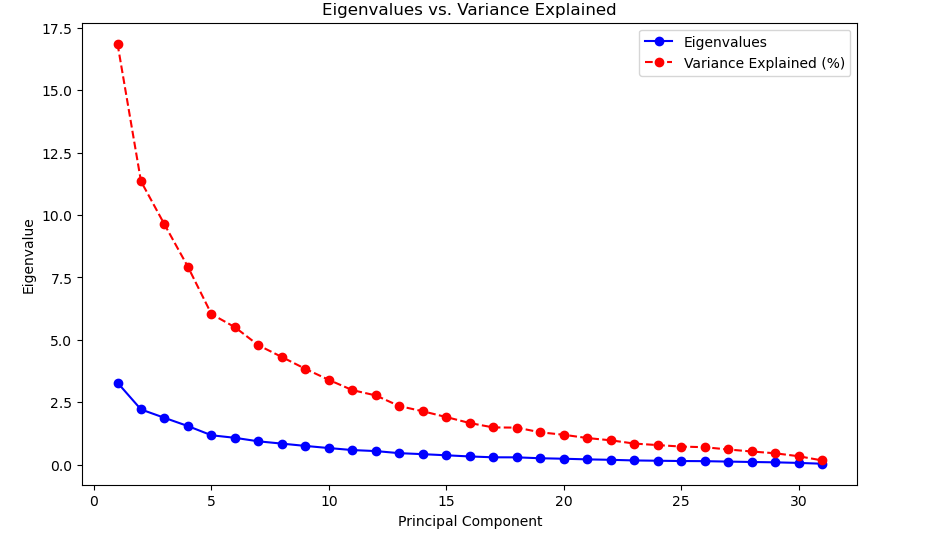 Eigenvalues vs. Variance Explained
17.5
15.0
12.5
10.0
7.5
5.0
2.5
0.0
Eigenvalue
Eigenvalues
Variance Explained (%)
0 5 10 15 20 25 30
Principal Component